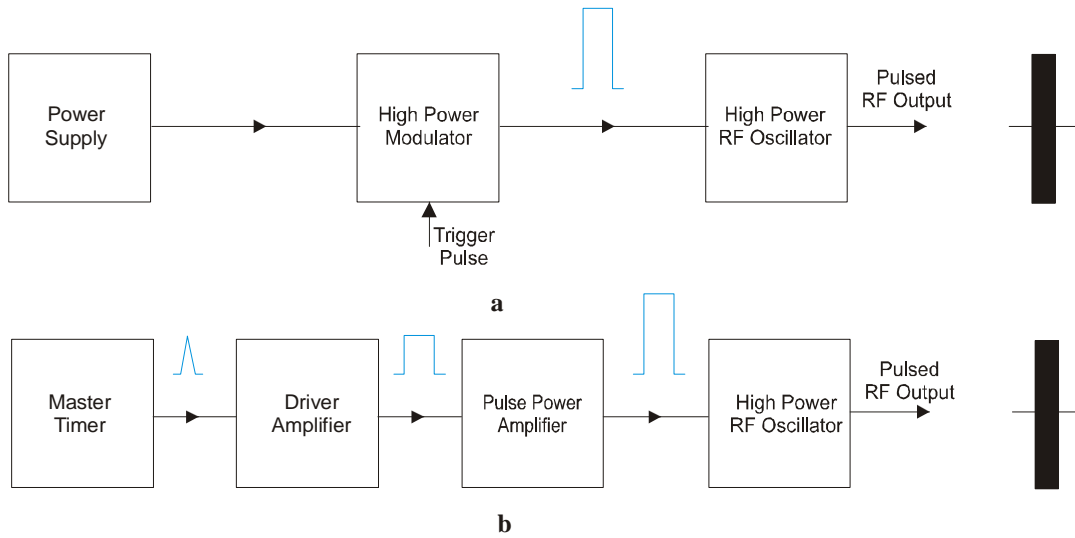 Power
Supply
High Power
Modulator
High Power
RF Oscillator
Pulsed
RF Output
Trigger
Pulse
a
Master
Timer
Driver
Amplifier
Pulse Power
Amplifier
High Power
RF Oscillator
Pulsed
RF Output
b